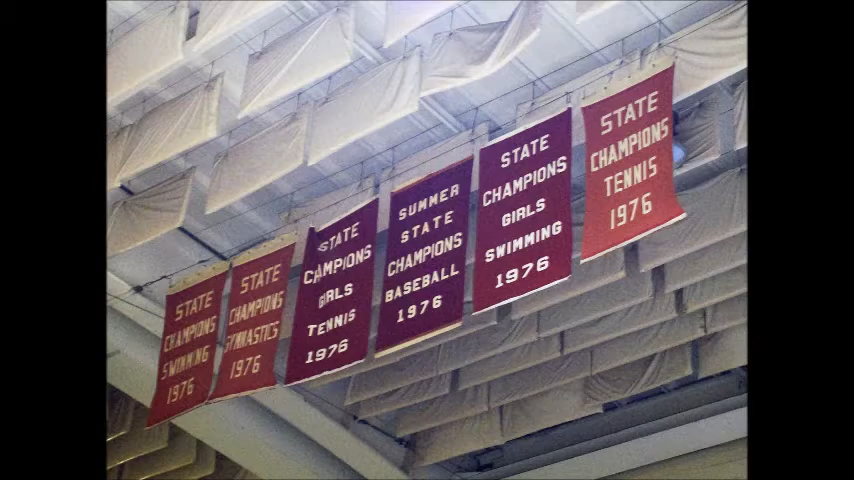 STATE
CHAMPIONS
SWIMMING
1976
STATE
CHAMPIONS
GYMNASTICS
1976
STATE
CHAMPIONS
GIRLS
TENNIS
1976
SUMMER
STATE
CHAMPIONS
BASEBALL
1976
STATE
CHAMPIONS
GIRLS
SWIMMING
1976
STATE
CHAMPIONS
TENNIS
1976